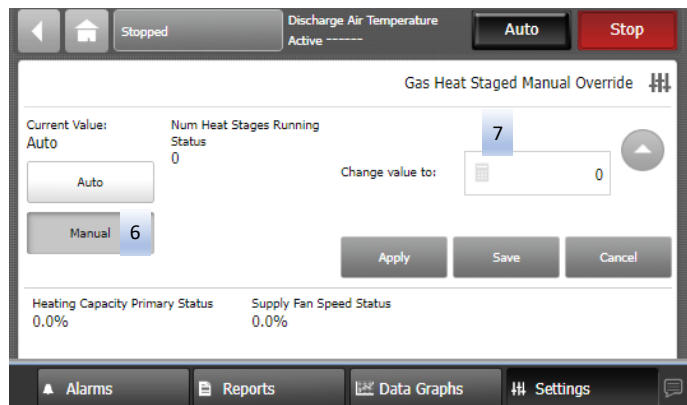 Stopped
Discharge Air Temperature
Active ------
Auto
Stop
Gas Heat Staged Manual Override
Current Value:
Auto
Num Heat Stages Running
Status
0
7
Change value to:
0
Auto
Manual
6
Apply
Save
Cancel
Heating Capacity Primary Status
0.0%
Supply Fan Speed Status
0.0%
Alarms
Reports
Data Graphs
Settings